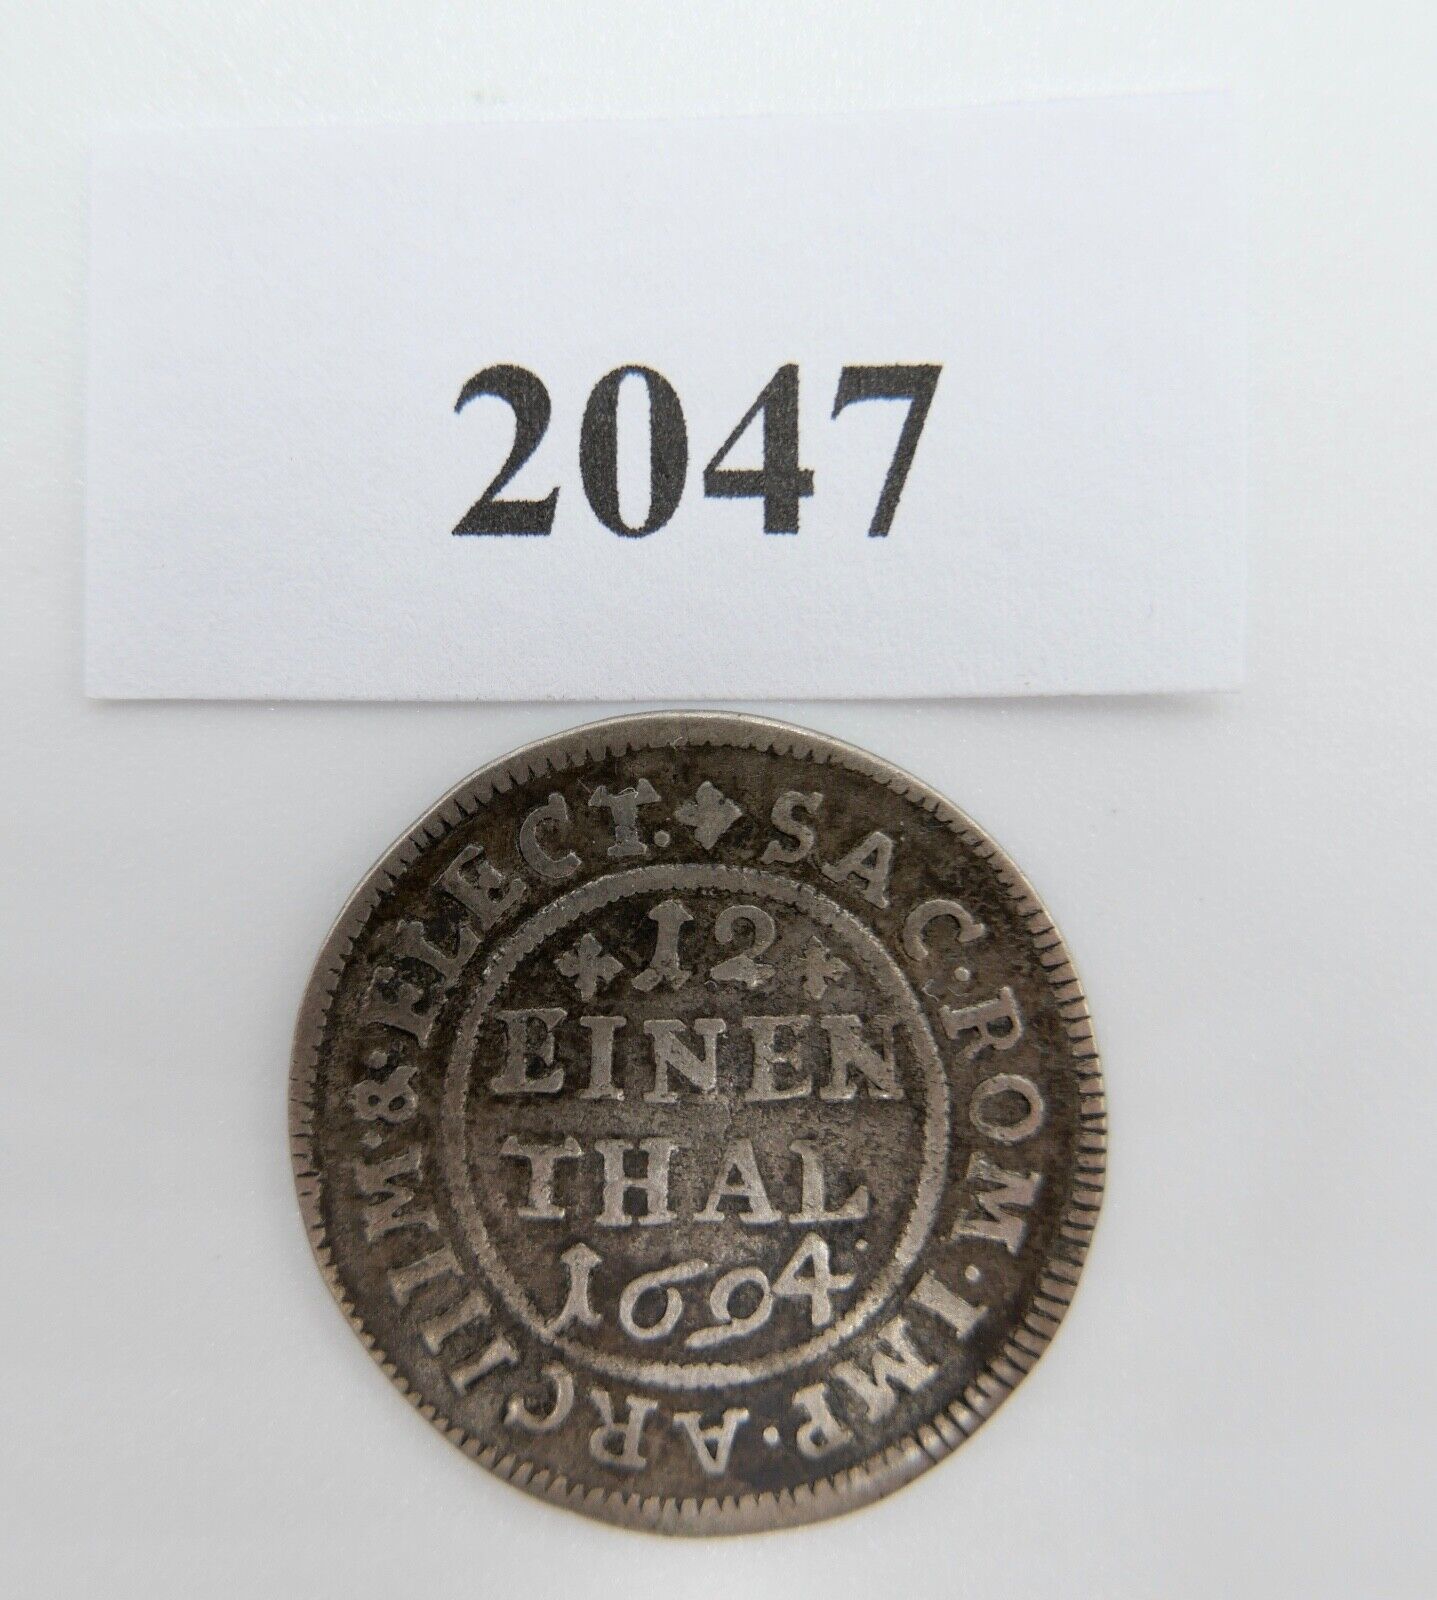 2047
SAC·ROM·IMP·ARCHIM·&·ELECT.
12
EINEN
THAL
1694